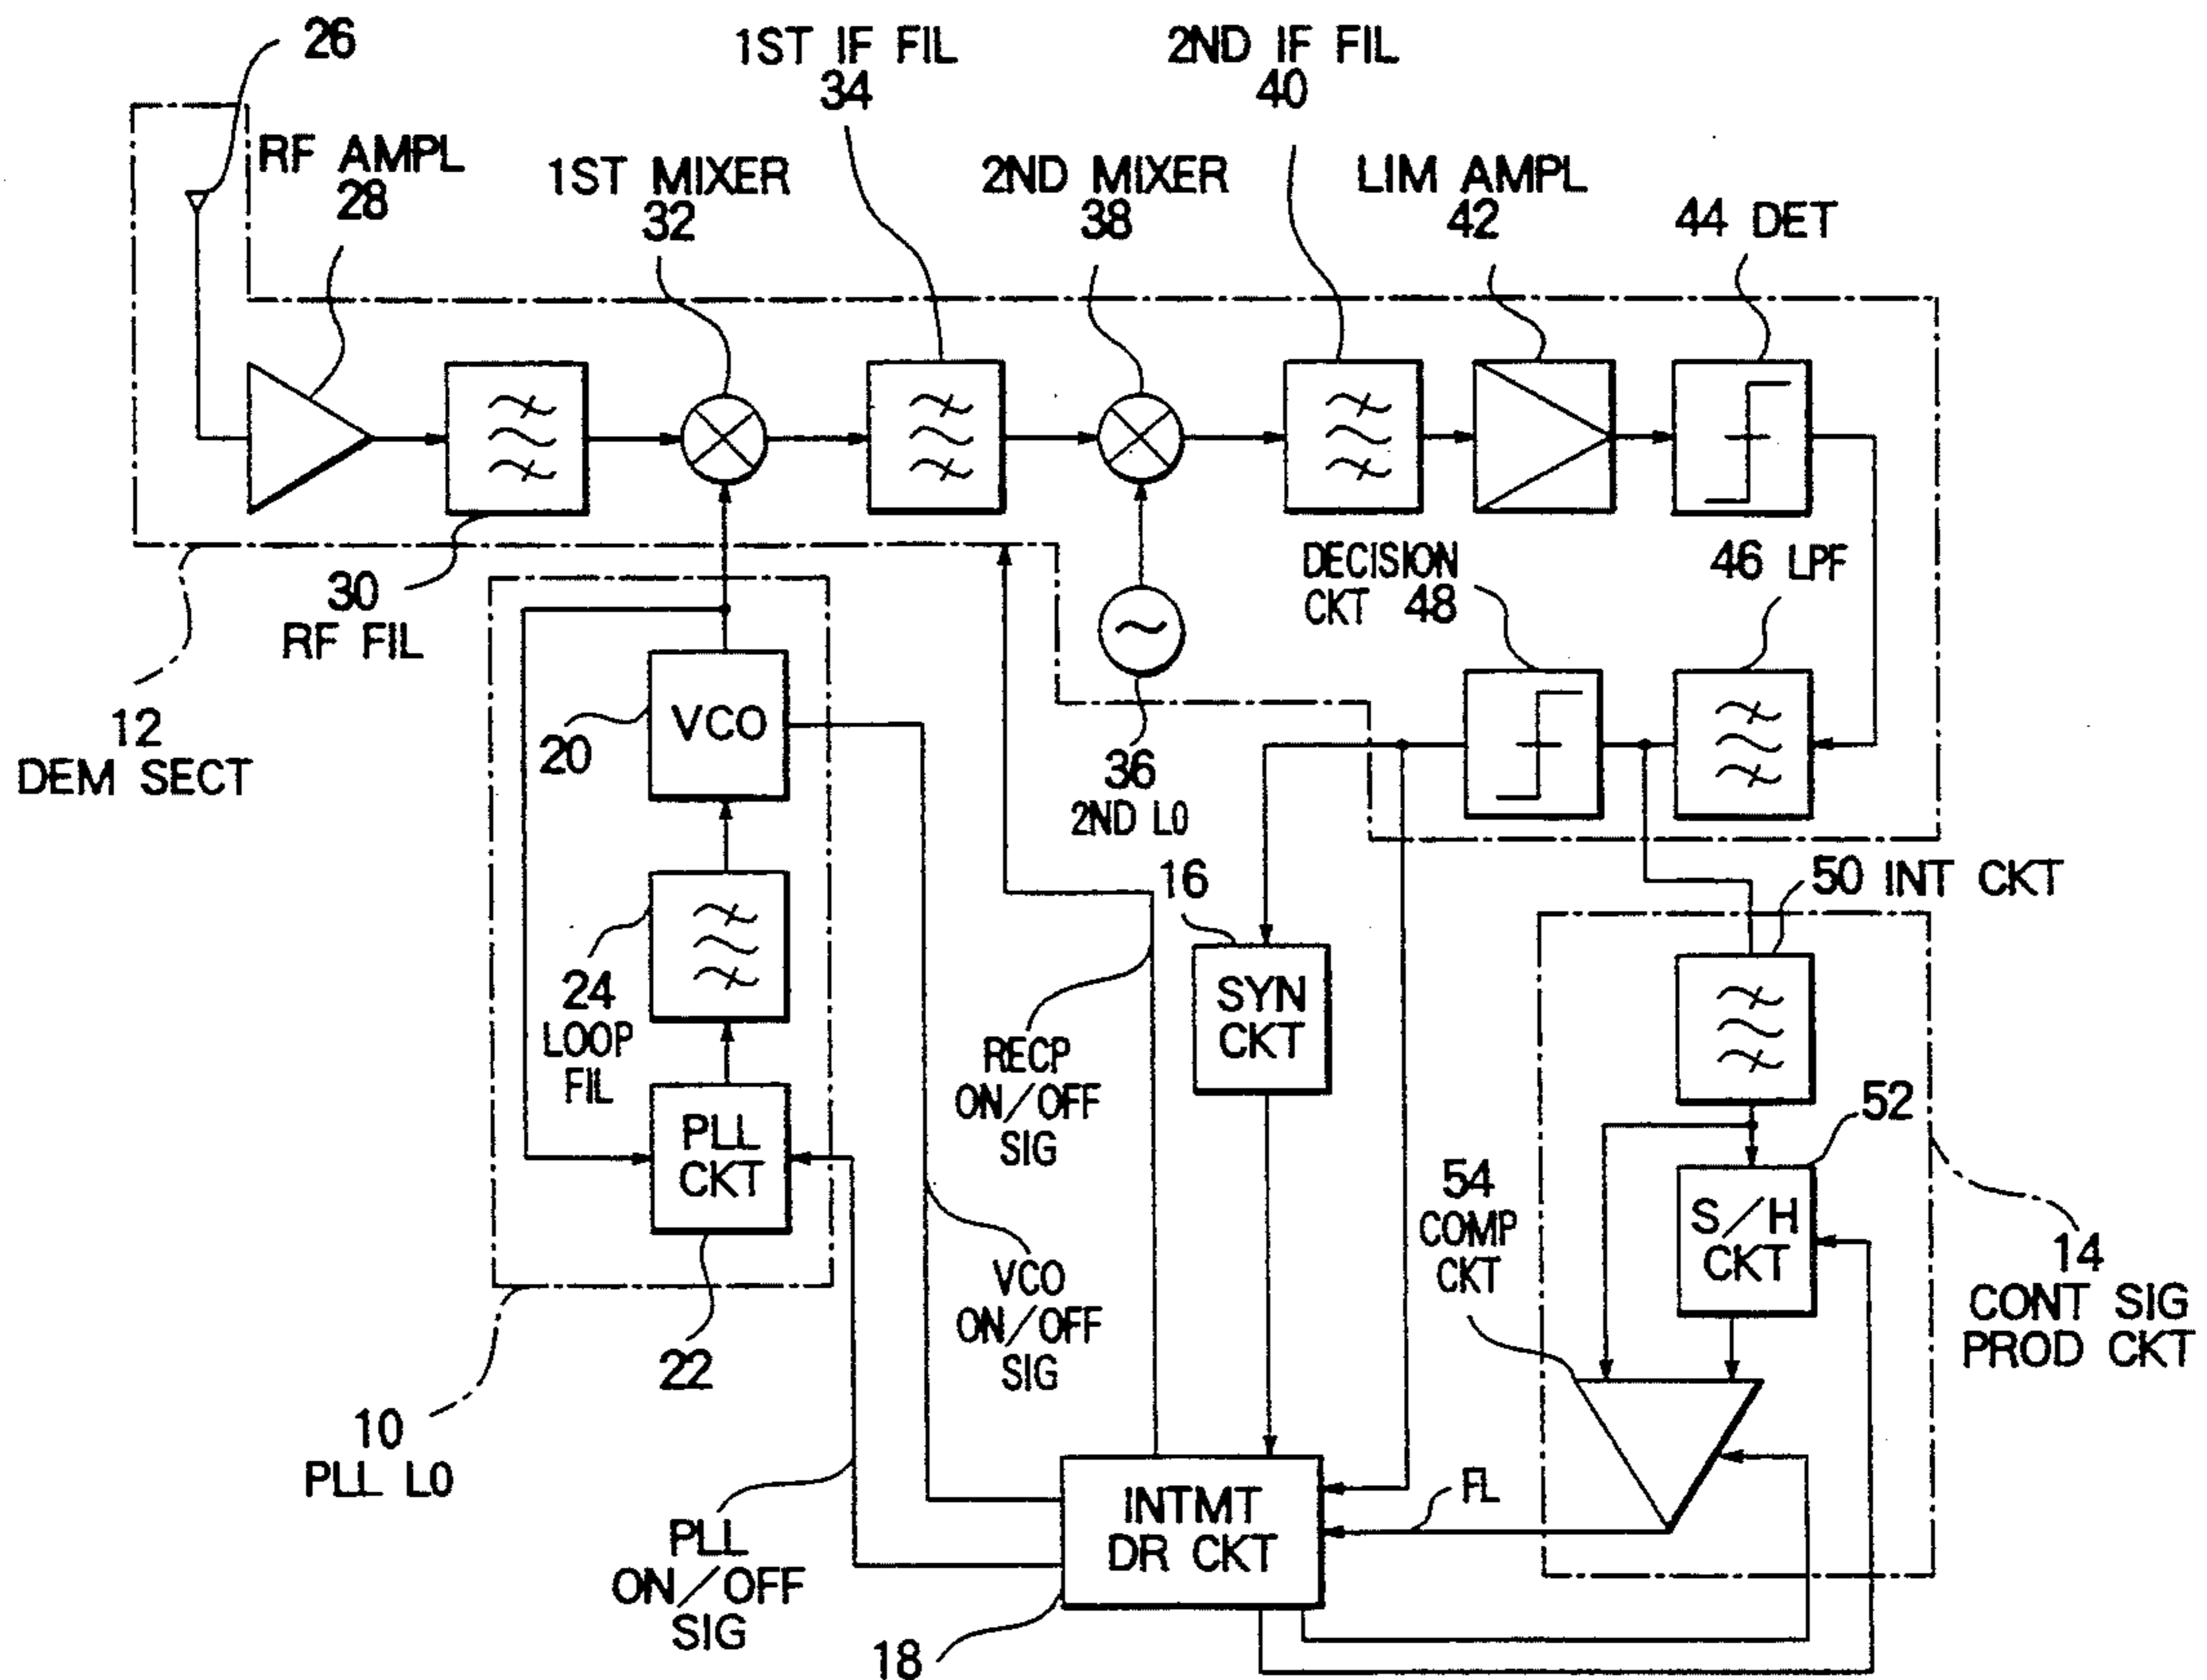 26
1ST IF FIL
34
2ND IF FIL
40
RF AMPL
28
1ST MIXER
32
2ND MIXER
38
LIM AMPL
42
44 DET
30
RF FIL
DECISION
CKT 48
46 LPF
12
DEM SECT
20
VCO
36
2ND LO
16
50 INT CKT
24
LOOP
FIL
SYN
CKT
RECP
ON/OFF
SIG
PLL
CKT
52
54
COMP
CKT
S/H
CKT
14
CONT SIG
PROD CKT
VCO
ON/OFF
SIG
22
10
PLL LO
FL
INTMT
DR CKT
PLL
ON/OFF
SIG
18